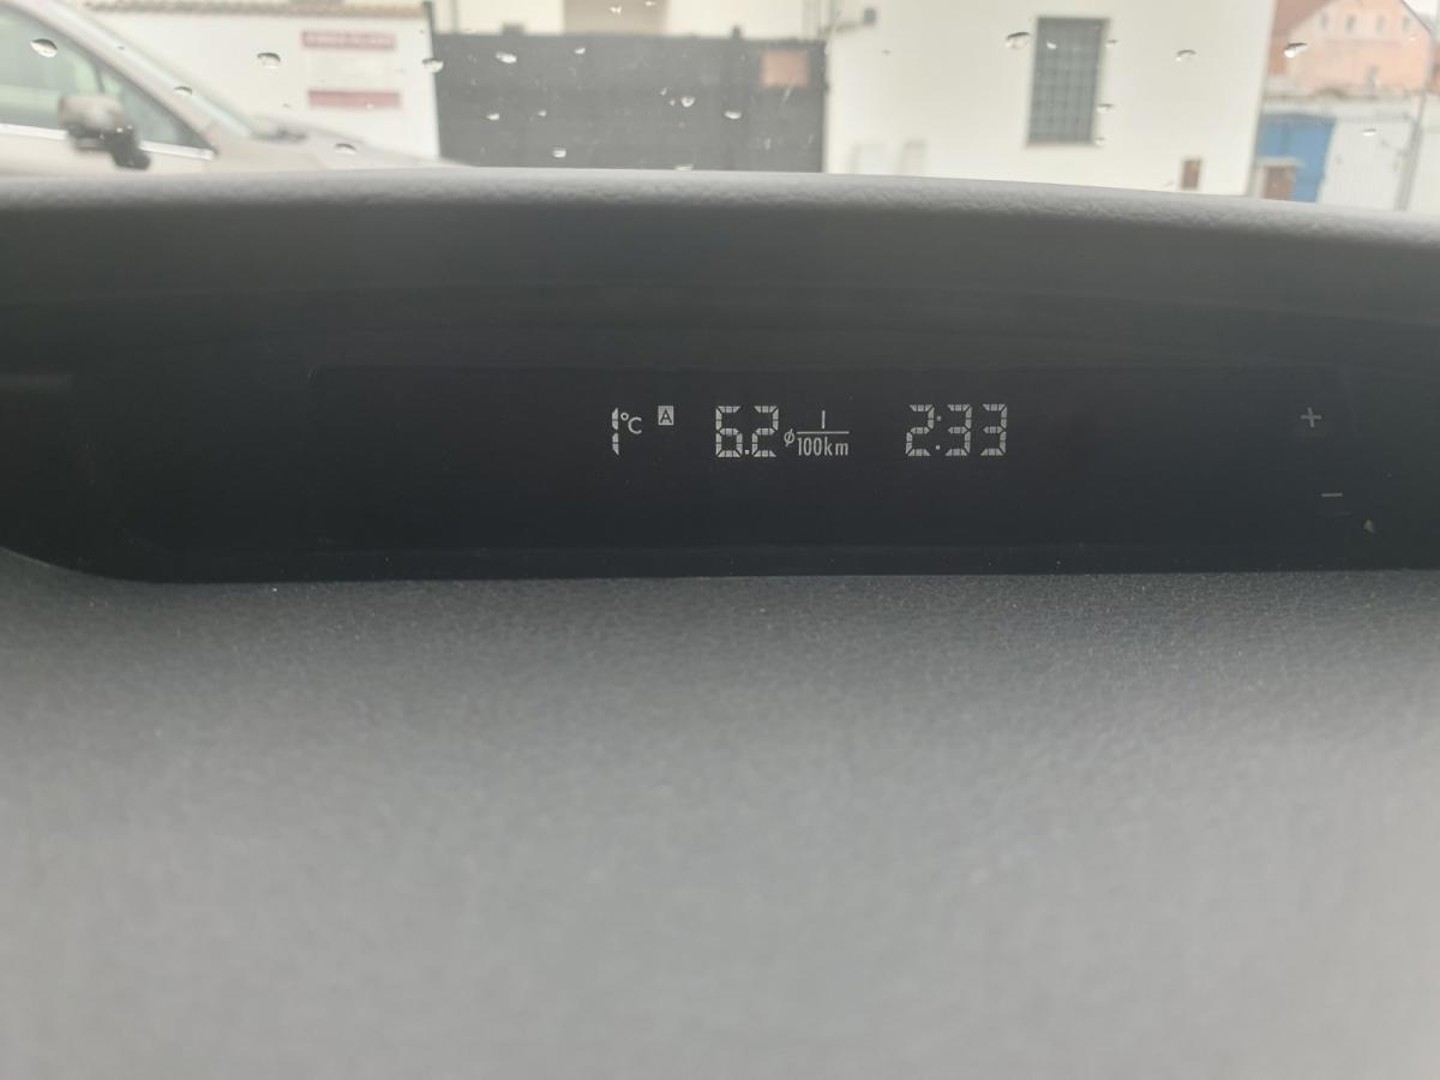 1°C A 6.2 ø l/100km 2:33 +
−